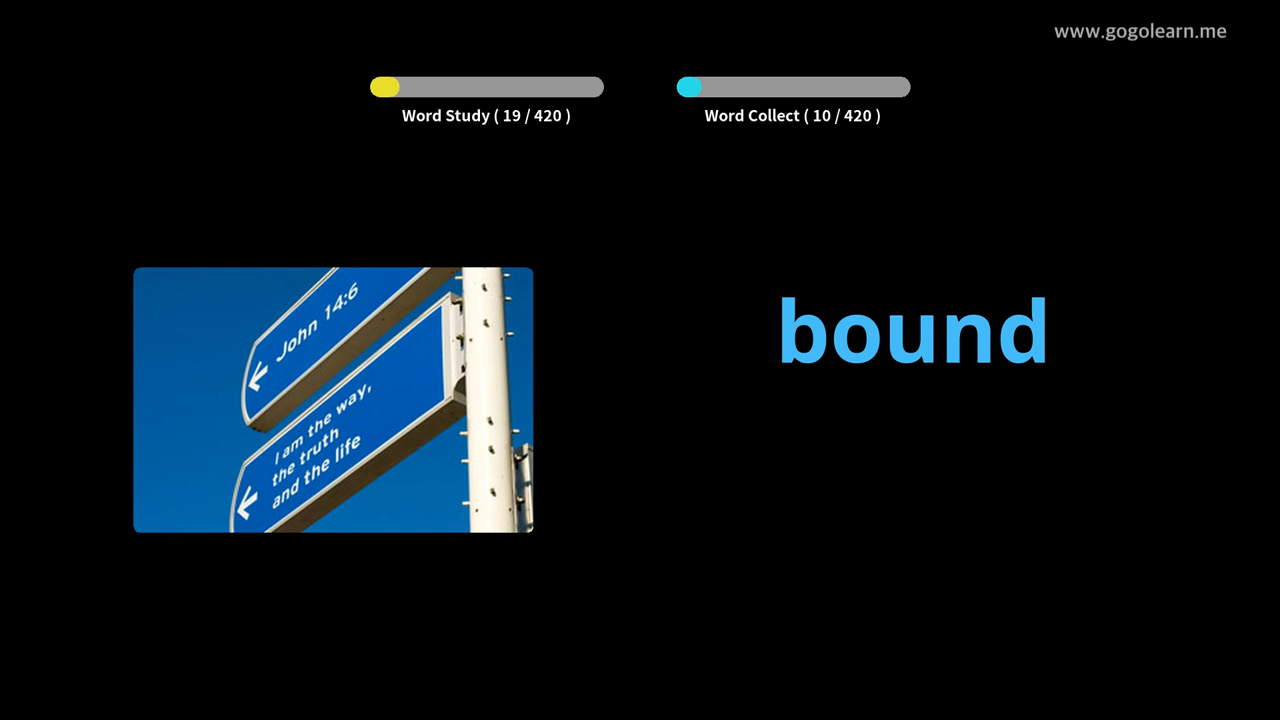 www.gogolearn.me
Word Study ( 19 / 420 )
Word Collect ( 10 / 420 )
John 14:6
I am the way,
the truth
and the life
bound